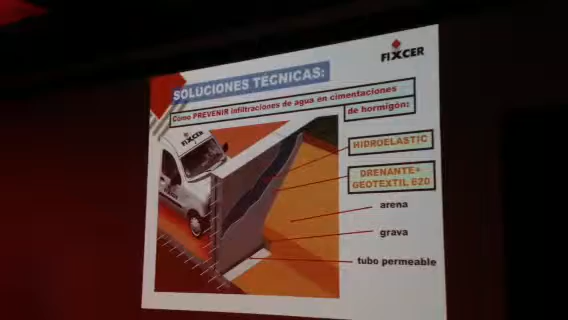 FIXCER
SOLUCIONES TÉCNICAS:
Cómo PREVENIR infiltraciones de agua en cimentaciones
de hormigón:
FIXCER
HIDROELASTIC
DRENANTE+
GEOTEXTIL 620
arena
grava
tubo permeable